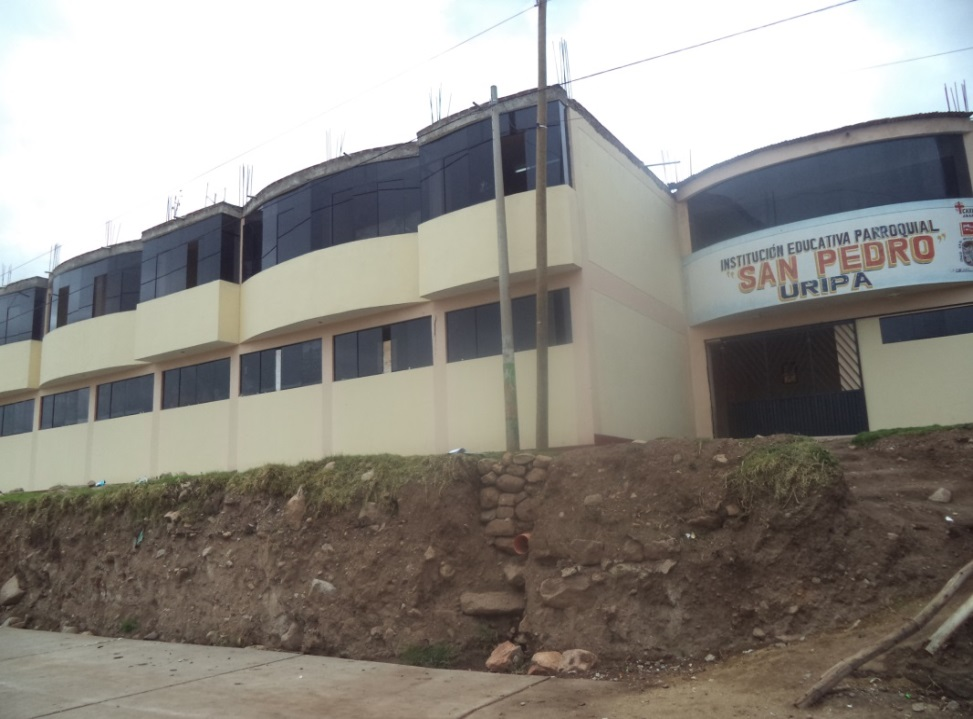 INSTITUCIÓN EDUCATIVA PARROQUIAL
"SAN PEDRO"
URIPA